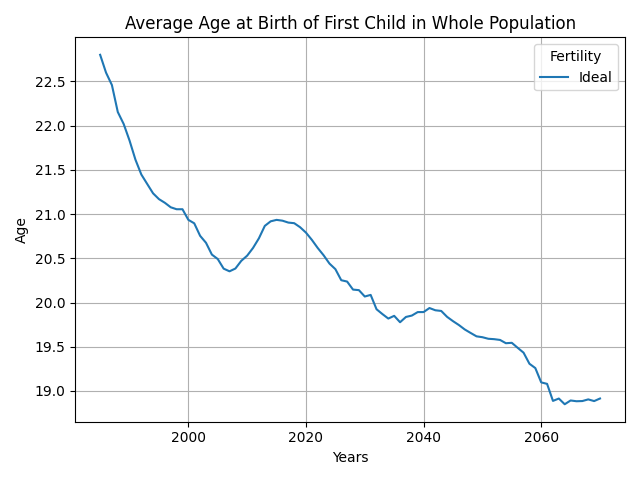 Average Age at Birth of First Child in Whole Population
Fertility
Ideal
22.5
22.0
21.5
21.0
20.5
20.0
19.5
19.0
Age
2000 2020 2040 2060
Years